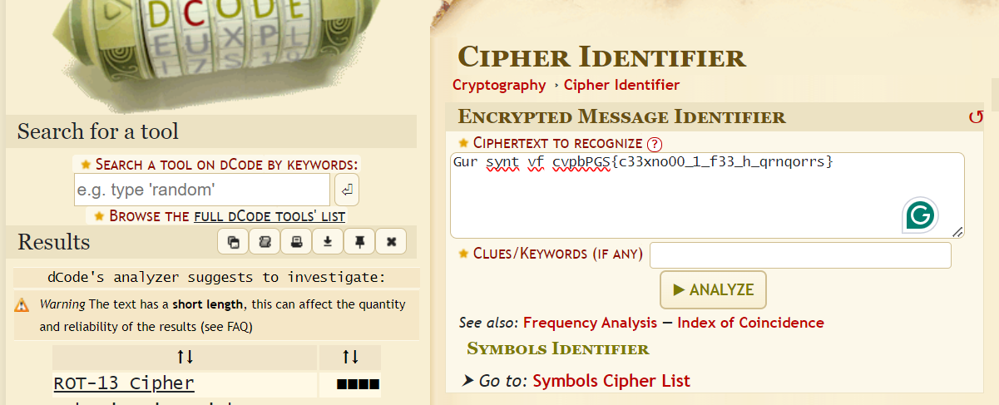 DCODE
EUXPL
Search for a tool
SEARCH A TOOL ON DCODE BY KEYWORDS:
e.g. type 'random'
BROWSE THE FULL DCODE TOOLS' LIST
Results
dCode's analyzer suggests to investigate:
Warning The text has a short length, this can affect the quantity
and reliability of the results (see FAQ)
↑↓ ↑↓
ROT-13 Cipher ■■■■
CIPHER IDENTIFIER
Cryptography › Cipher Identifier
ENCRYPTED MESSAGE IDENTIFIER
CIPHERTEXT TO RECOGNIZE ?
Gur synt vf cvpbPGS{c33xno00_1_f33_h_qrnqorrs}
G
CLUES/KEYWORDS (IF ANY)
▶ ANALYZE
See also: Frequency Analysis — Index of Coincidence
SYMBOLS IDENTIFIER
➤ Go to: Symbols Cipher List